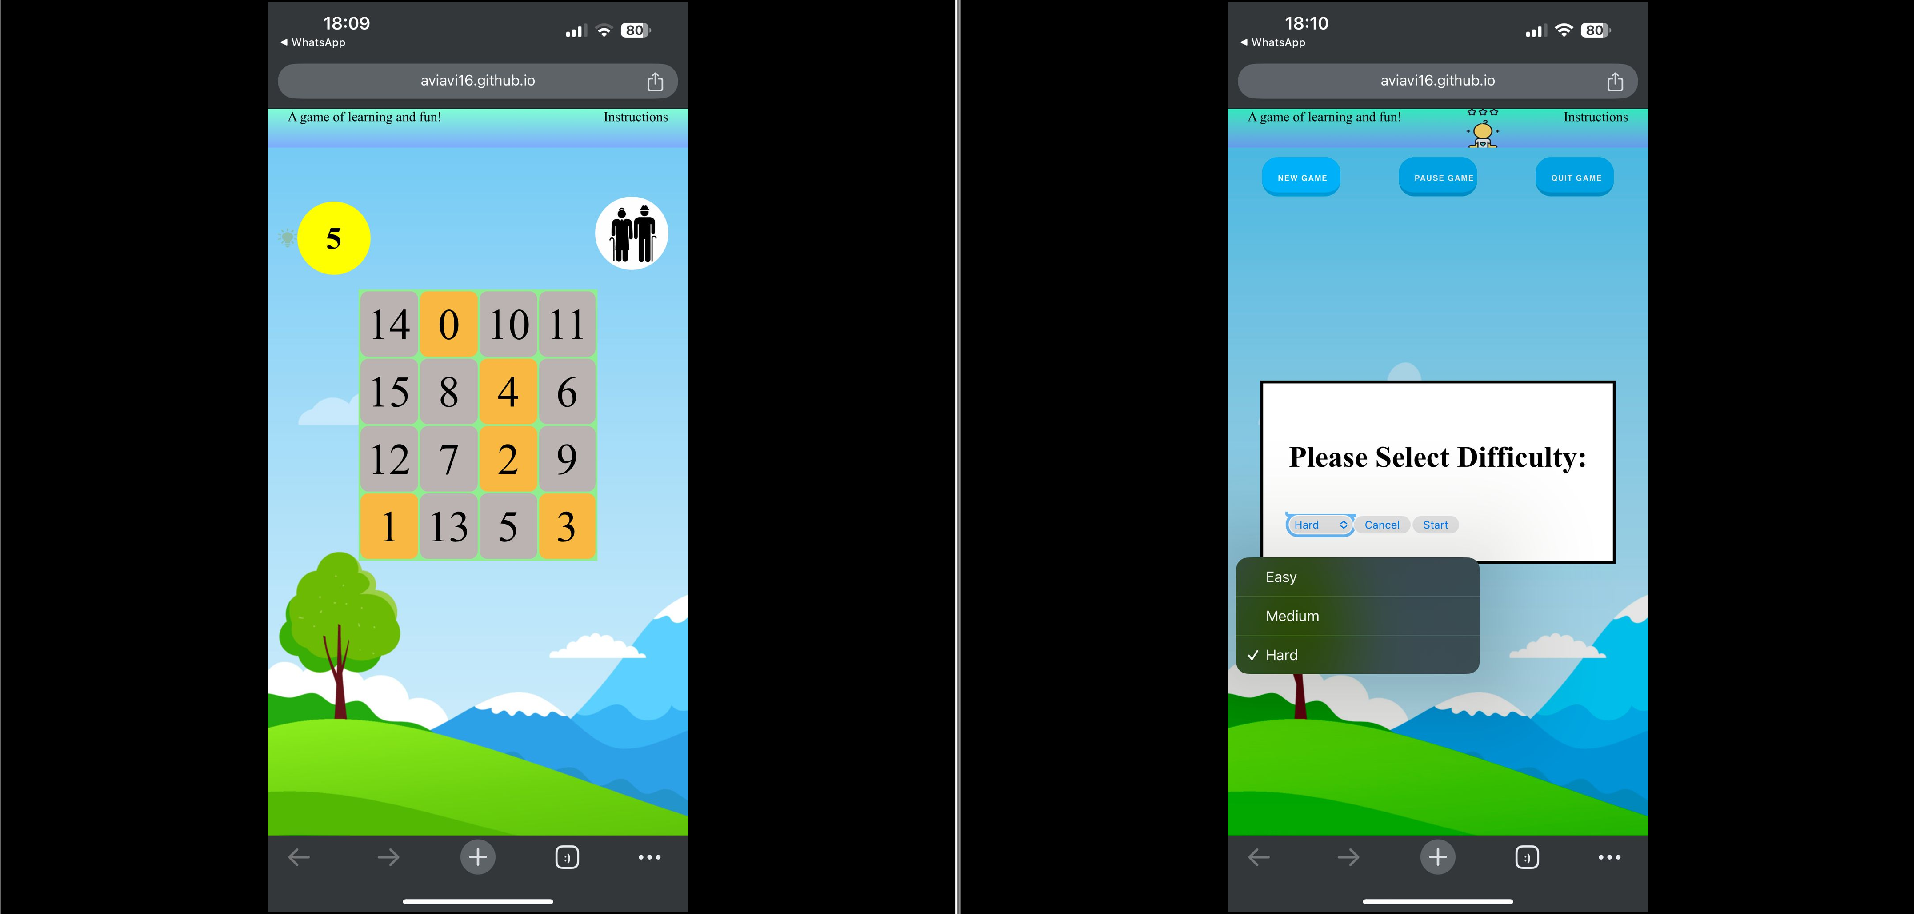 18:09
80
◀ WhatsApp
aviavi16.github.io
A game of learning and fun!
Instructions
5
14 0 10 11
15 8 4 6
12 7 2 9
1 13 5 3
:)
18:10
80
◀ WhatsApp
aviavi16.github.io
A game of learning and fun!
Instructions
NEW GAME
PAUSE GAME
QUIT GAME
Please Select Difficulty:
Hard
Cancel
Start
Easy
Medium
✓ Hard
:)